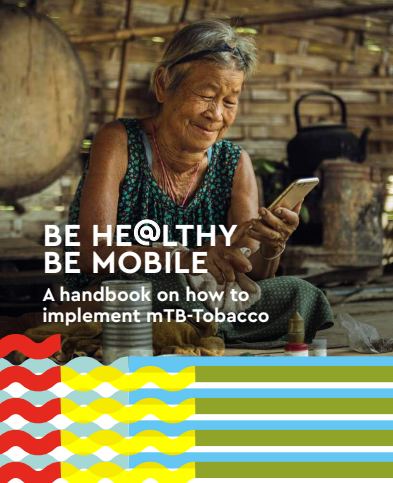 BE HE@LTHY
BE MOBILE
A handbook on how to
implement mTB-Tobacco